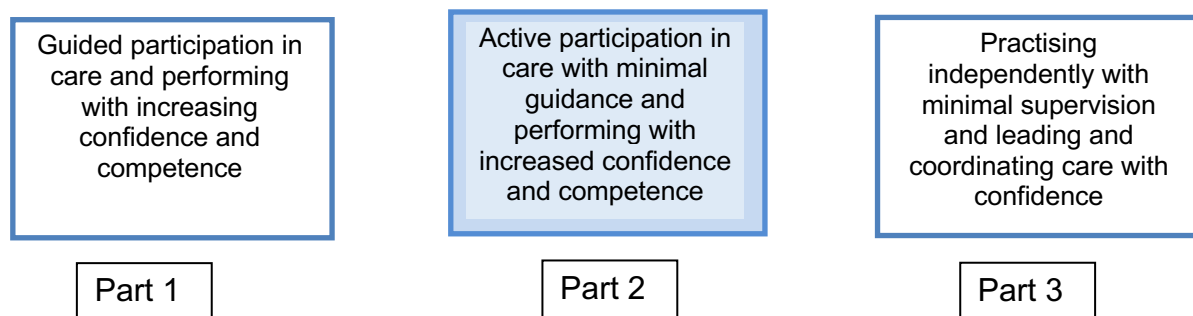 Guided participation in
care and performing
with increasing
confidence and
competence
Active participation in
care with minimal
guidance and
performing with
increased confidence
and competence
Practising
independently with
minimal supervision
and leading and
coordinating care with
confidence
Part 1
Part 2
Part 3